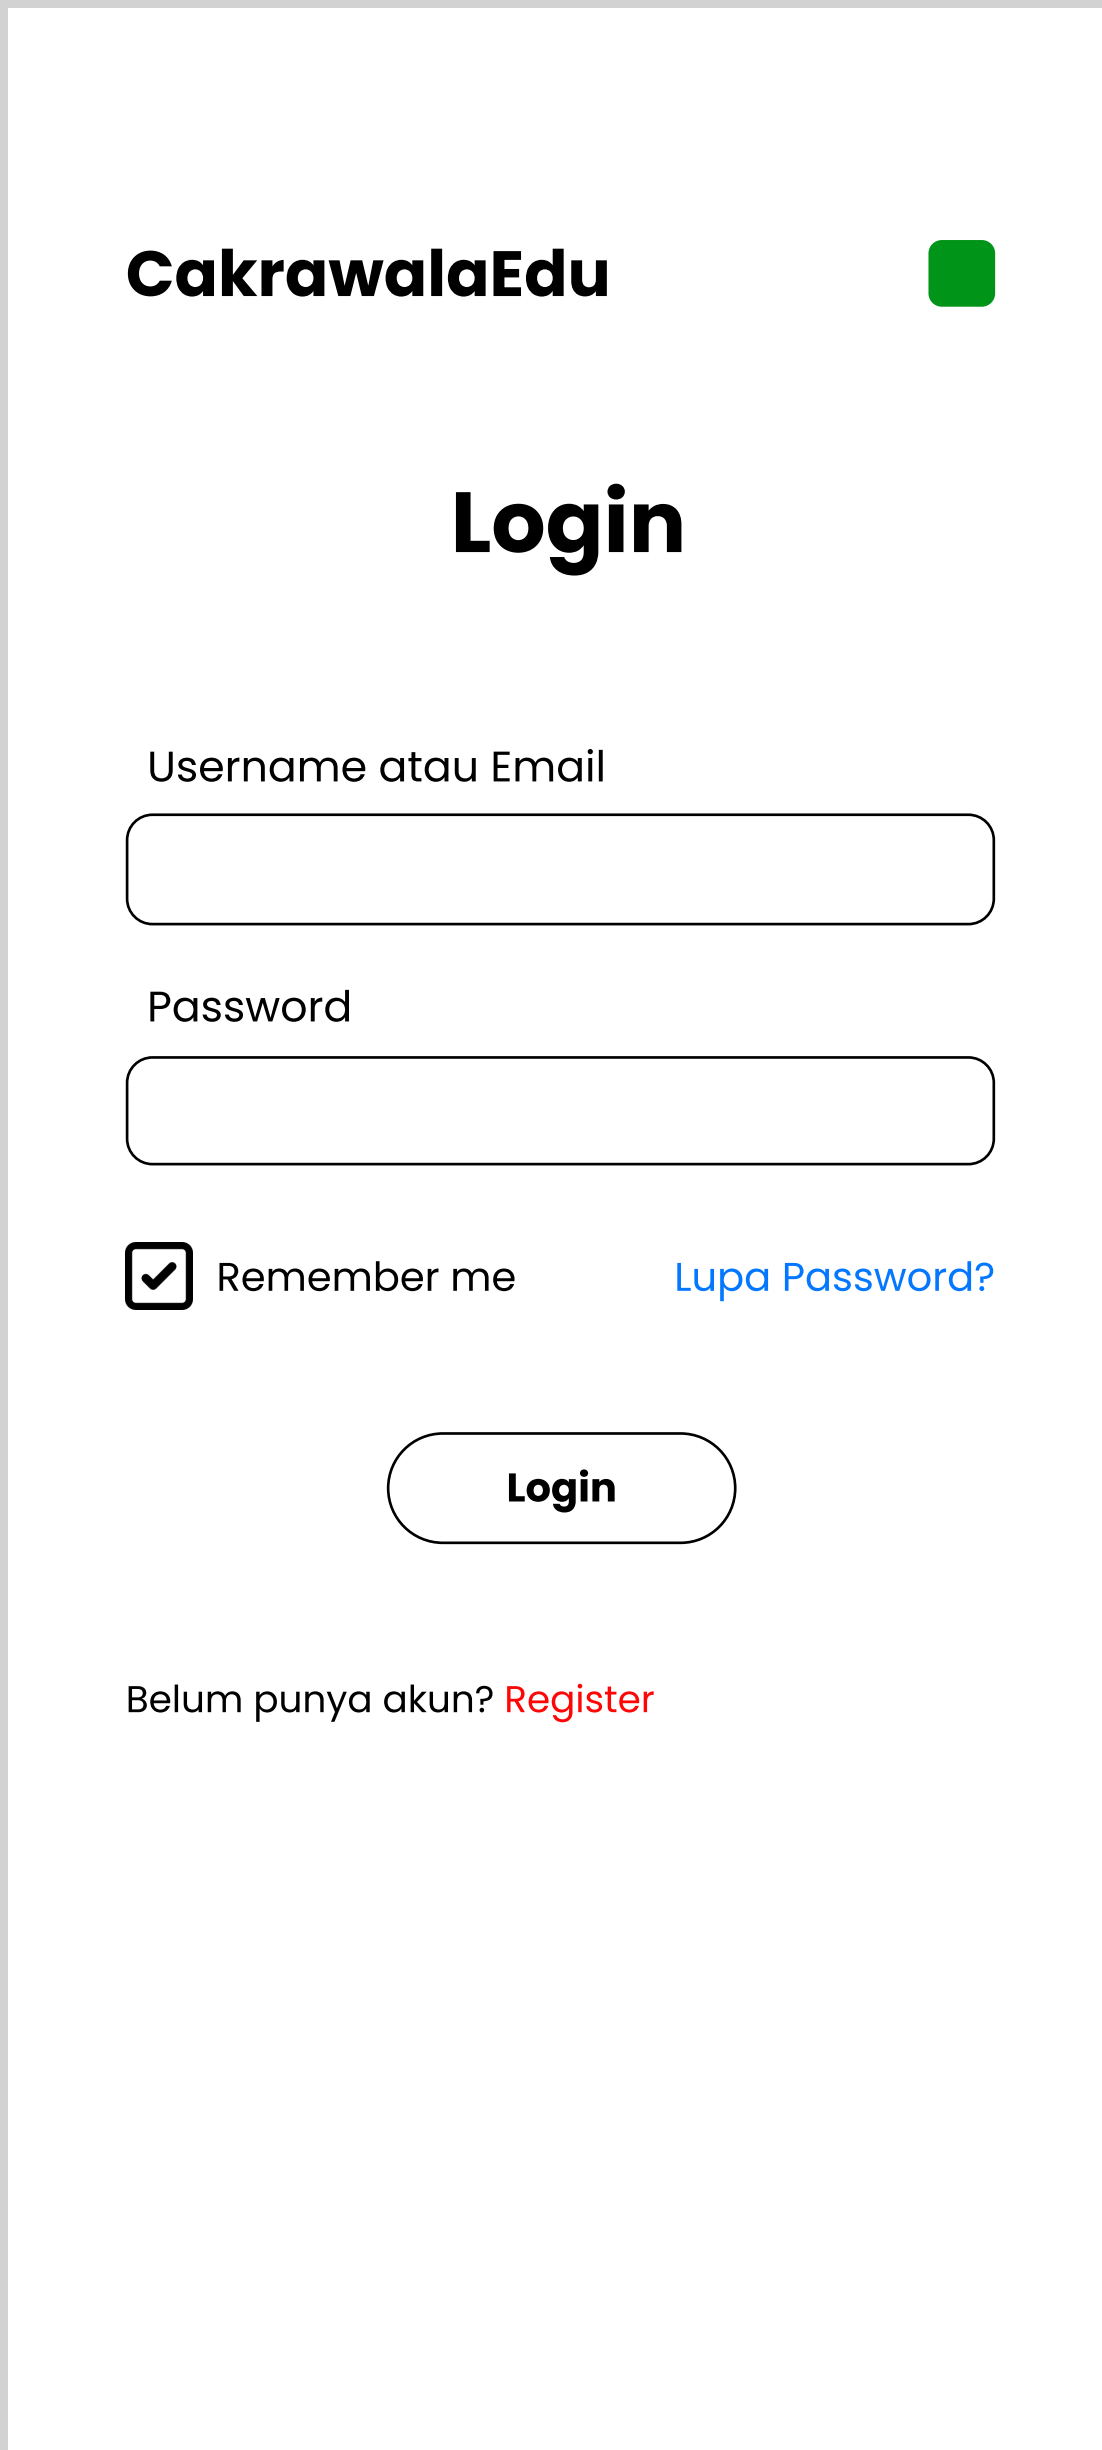 CakrawalaEdu
Login
Username atau Email
Password
Remember me
Lupa Password?
Login
Belum punya akun? Register